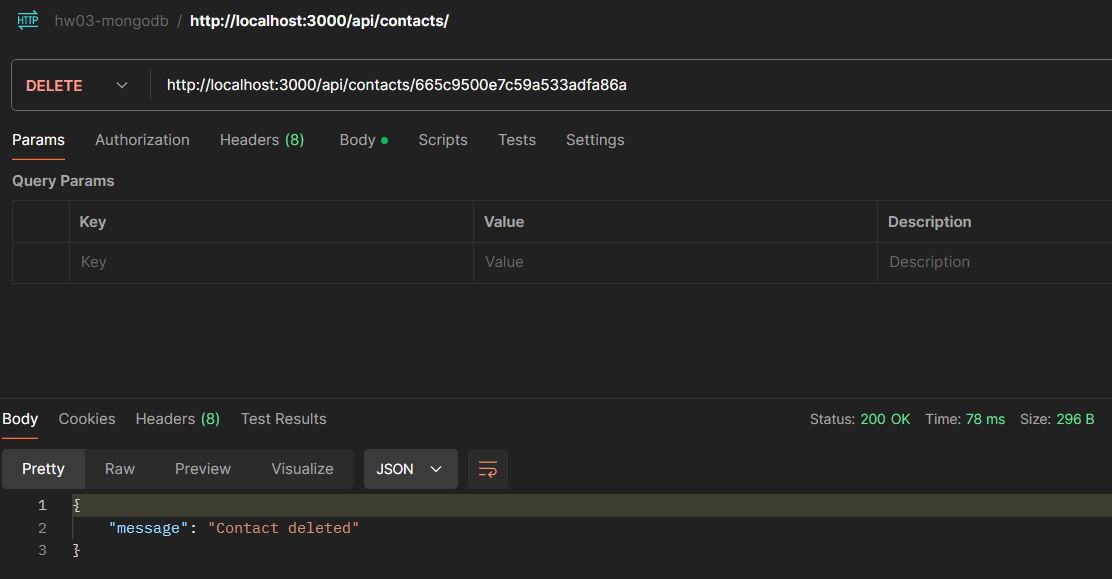 HTTP hw03-mongodb / http://localhost:3000/api/contacts/
DELETE http://localhost:3000/api/contacts/665c9500e7c59a533adfa86a
Params Authorization Headers (8) Body Scripts Tests Settings
Query Params
Key Value Description
Key Value Description
Body Cookies Headers (8) Test Results Status: 200 OK Time: 78 ms Size: 296 B
Pretty Raw Preview Visualize JSON
1 {
2 "message": "Contact deleted"
3 }